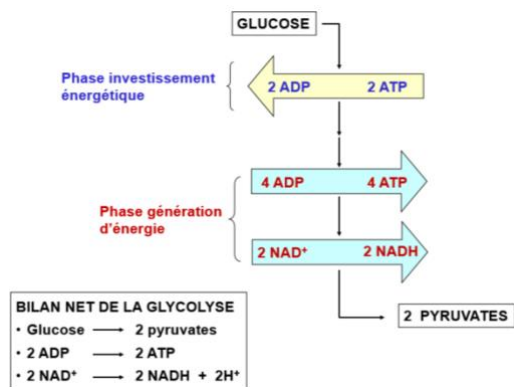 GLUCOSE
Phase investissement
énergétique
2 ADP 2 ATP
4 ADP 4 ATP
Phase génération
d'énergie
2 NAD⁺ 2 NADH
2 PYRUVATES
BILAN NET DE LA GLYCOLYSE
• Glucose → 2 pyruvates
• 2 ADP → 2 ATP
• 2 NAD⁺ → 2 NADH + 2H⁺